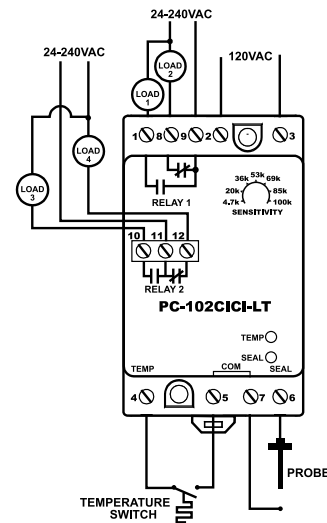 24-240VAC
24-240VAC
120VAC
LOAD 2
LOAD 1
LOAD 4
LOAD 3
1 8 9 2 3
RELAY 1
4.7k 20k 36k 53k 69k 85k 100k
SENSITIVITY
10 11 12
RELAY 2
PC-102CICI-LT
TEMP
SEAL
TEMP COM SEAL
4 5 7 6
PROBE
TEMPERATURE
SWITCH